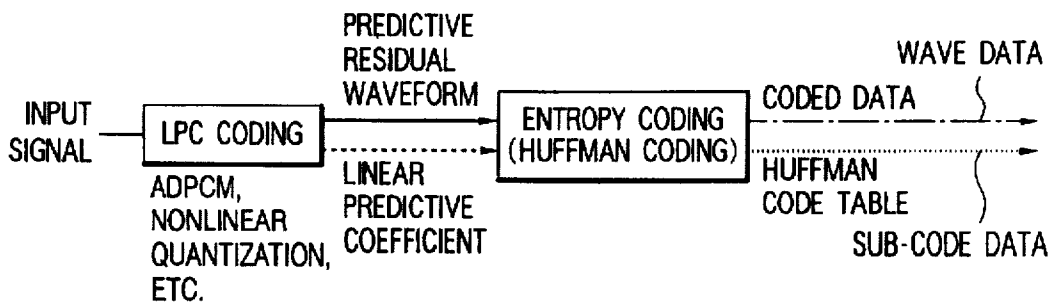 INPUT
SIGNAL
LPC CODING
ADPCM,
NONLINEAR
QUANTIZATION,
ETC.
PREDICTIVE
RESIDUAL
WAVEFORM
LINEAR
PREDICTIVE
COEFFICIENT
ENTROPY CODING
(HUFFMAN CODING)
CODED DATA
HUFFMAN
CODE TABLE
WAVE DATA
SUB-CODE DATA